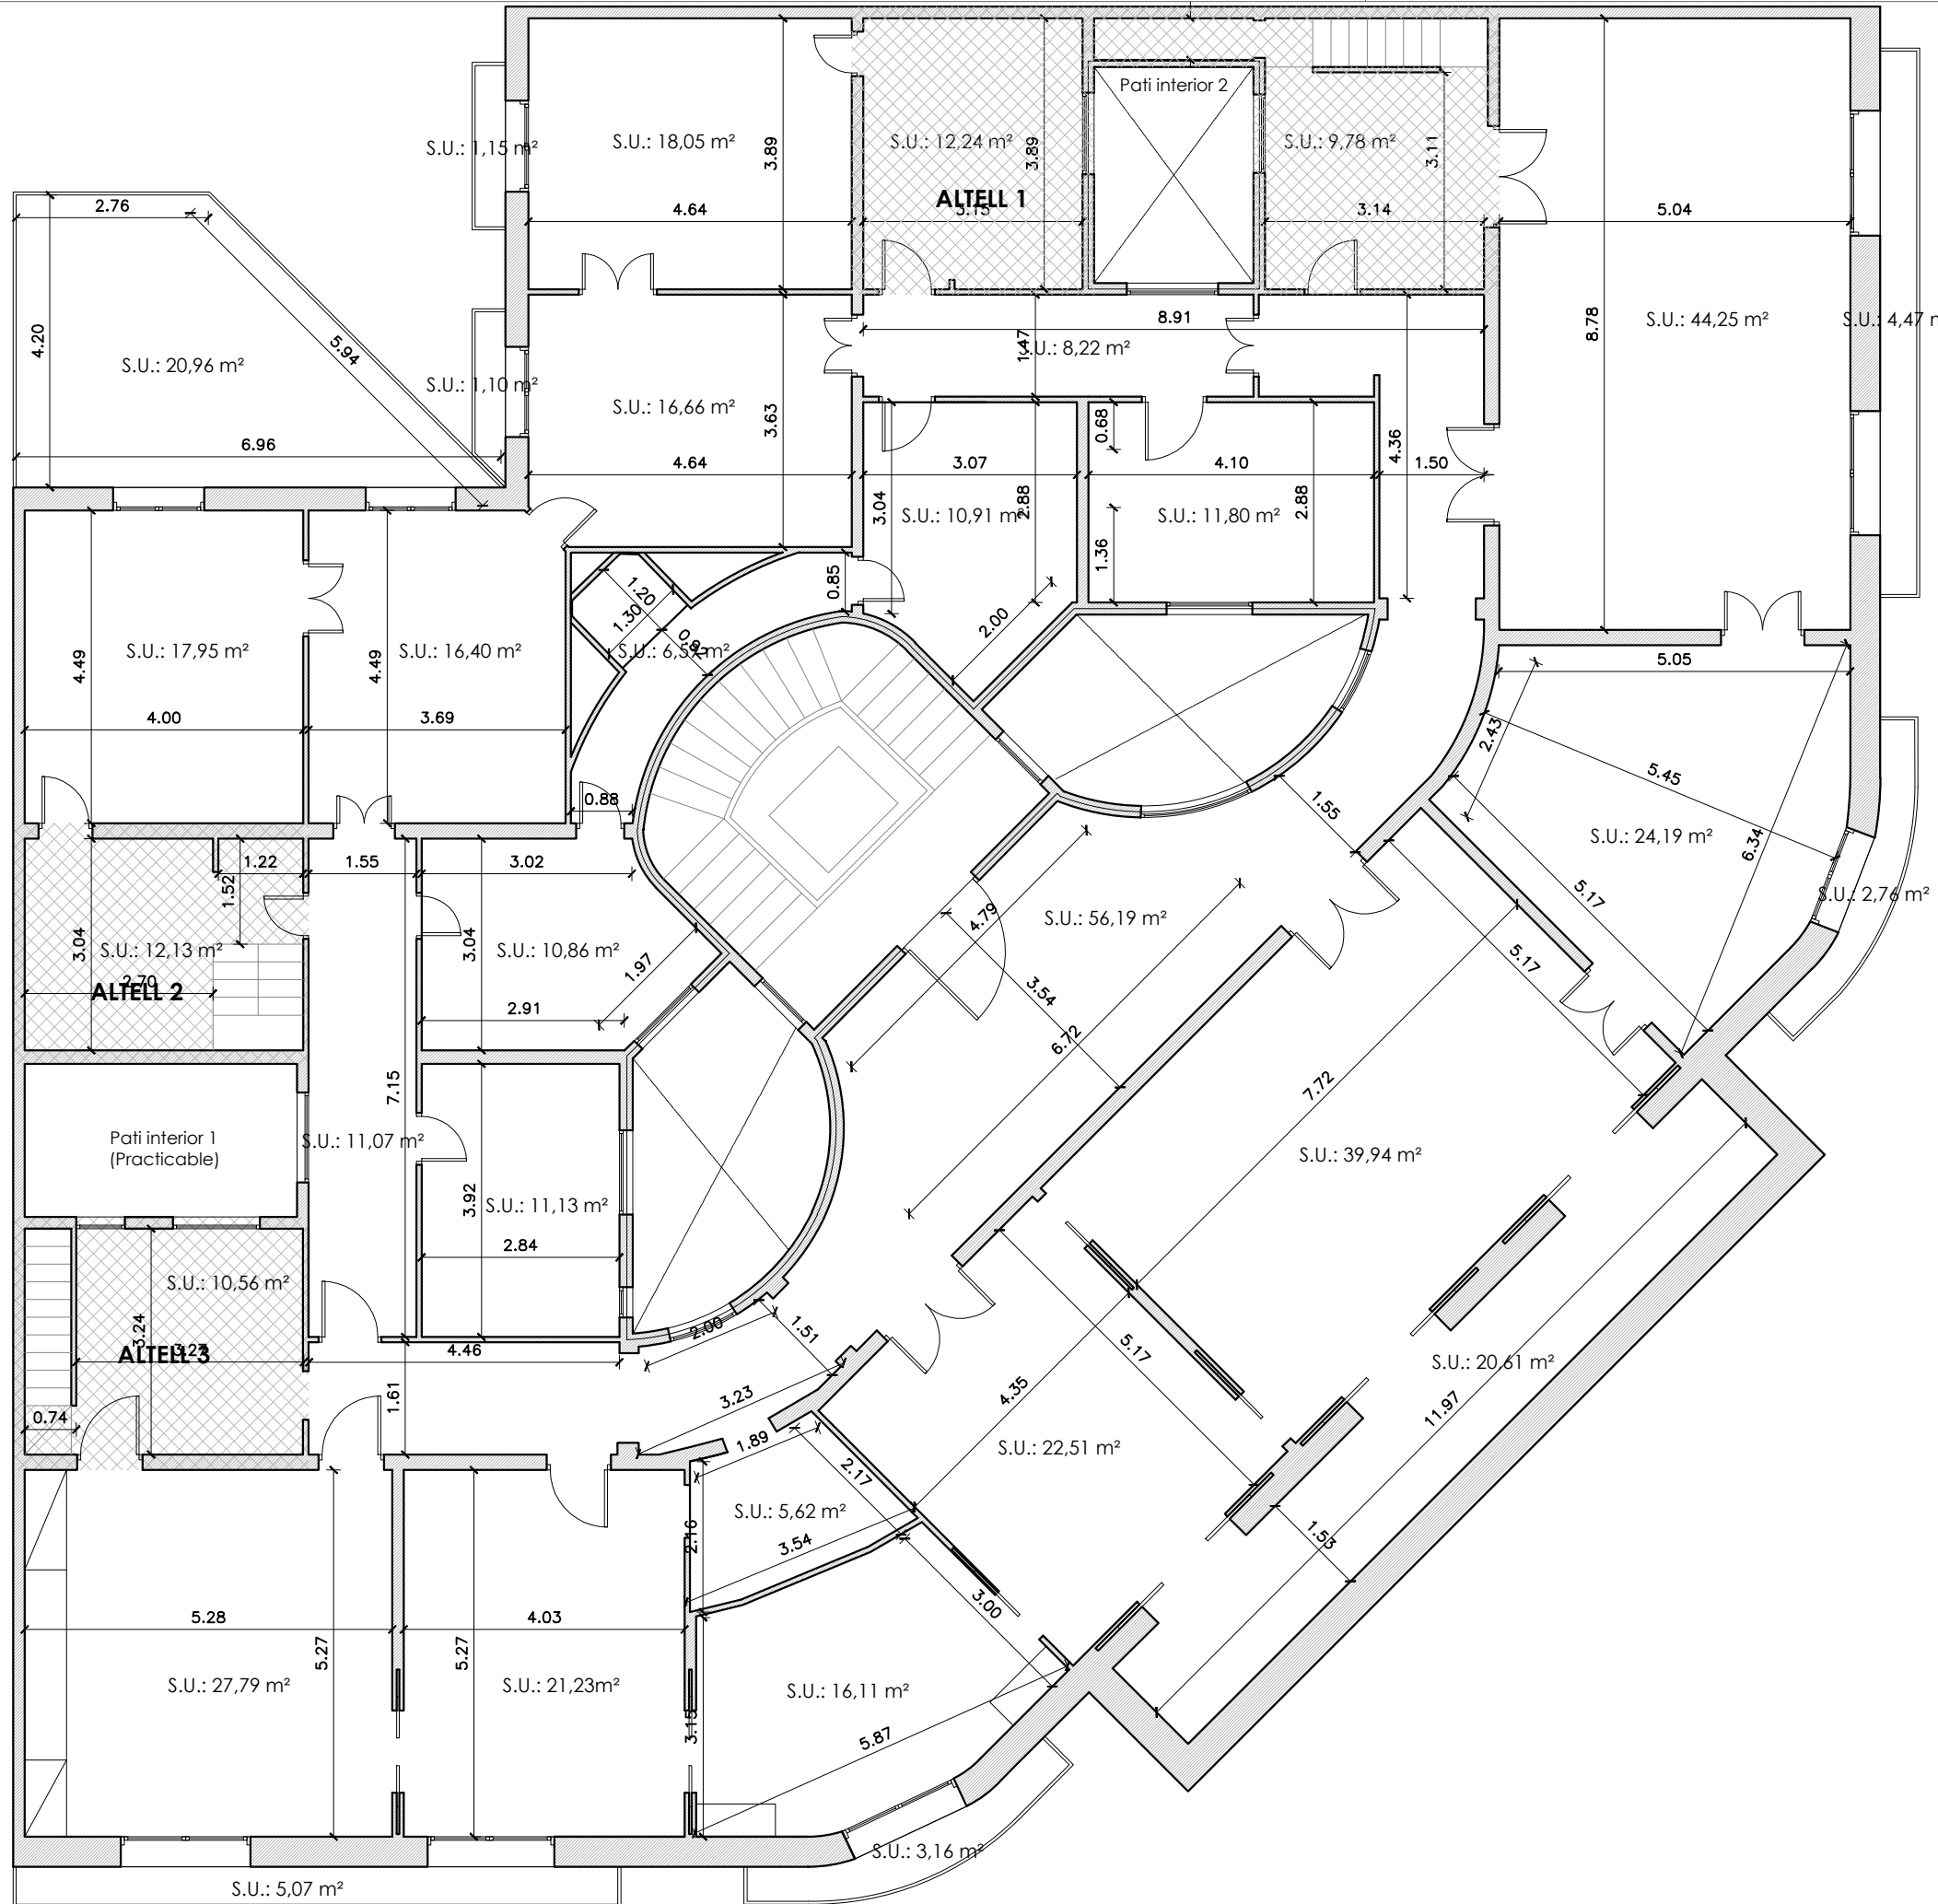 Pati interior 2
S.U.: 1,15 m²
S.U.: 18,05 m²
3.89
S.U.: 12,24 m²
3.89
S.U.: 9,78 m²
3.11
ALTELL 1
2.76
4.64
3.15
3.14
5.04
4.20
5.94
S.U.: 20,96 m²
S.U.: 1,10 m²
S.U.: 16,66 m²
3.63
8.91
1.47
S.U.: 8,22 m²
8.78
S.U.: 44,25 m²
S.U.: 4,47 m
6.96
4.64
3.07
0.68
4.10
4.36
1.50
3.04
S.U.: 10,91 m²
2.88
S.U.: 11,80 m²
2.88
1.36
0.85
1.20
1.30
2.00
4.49
S.U.: 17,95 m²
4.49
S.U.: 16,40 m²
S.U.: 6,59 m²
5.05
4.00
3.69
2.43
5.45
0.88
1.55
S.U.: 24,19 m²
6.34
1.22
1.55
3.02
1.52
5.17
S.U.: 2,76 m²
3.04
S.U.: 12,13 m²
3.04
S.U.: 10,86 m²
1.97
4.79
S.U.: 56,19 m²
5.17
2.70
ALTELL 2
2.91
3.54
6.72
7.15
7.72
Pati interior 1
(Practicable)
S.U.: 11,07 m²
3.92
S.U.: 11,13 m²
S.U.: 39,94 m²
2.84
S.U.: 10,56 m²
3.24
3.27
ALTELL 3
4.46
2.00
1.51
5.17
S.U.: 20,61 m²
0.74
1.61
3.23
4.35
11.97
1.89
2.17
S.U.: 22,51 m²
2.16
S.U.: 5,62 m²
3.54
1.53
5.28
5.27
4.03
5.27
3.00
S.U.: 27,79 m²
S.U.: 21,23m²
S.U.: 16,11 m²
3.15
5.87
S.U.: 3,16 m²
S.U.: 5,07 m²